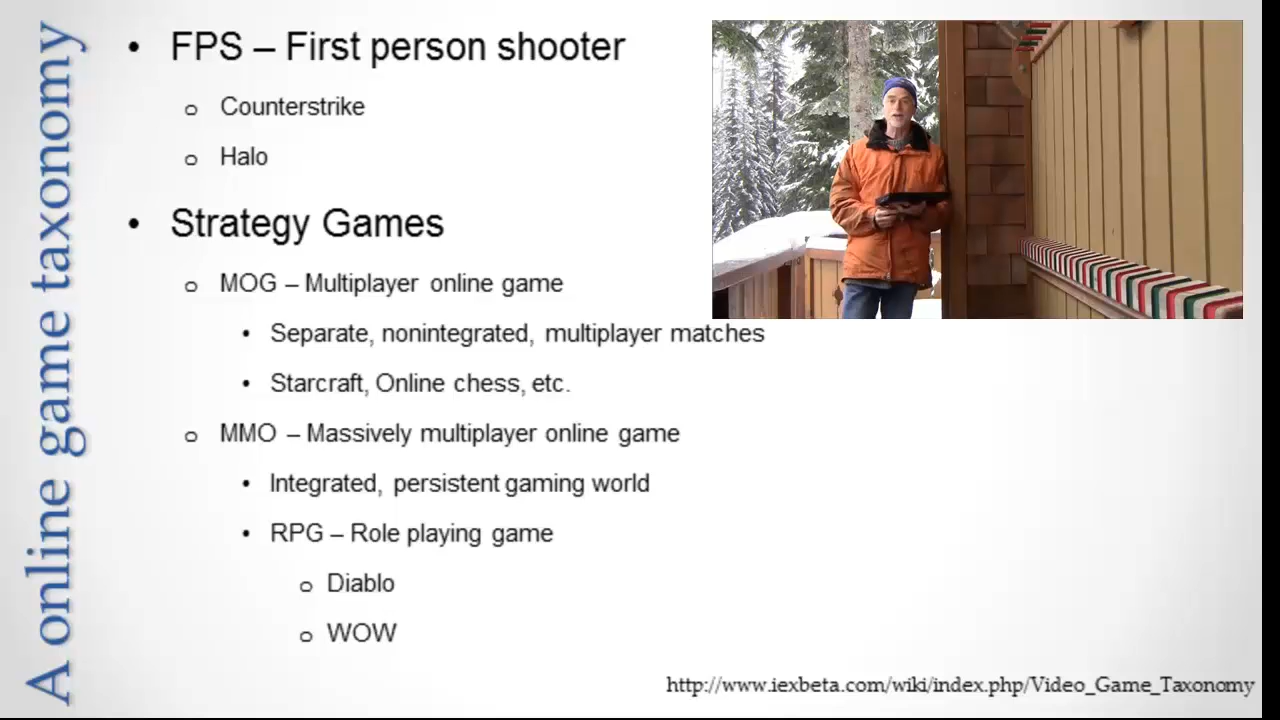 A online game taxonomy
• FPS – First person shooter
o Counterstrike
o Halo
• Strategy Games
o MOG – Multiplayer online game
• Separate, nonintegrated, multiplayer matches
• Starcraft, Online chess, etc.
o MMO – Massively multiplayer online game
• Integrated, persistent gaming world
• RPG – Role playing game
o Diablo
o WOW
http://www.iexbeta.com/wiki/index.php/Video_Game_Taxonomy